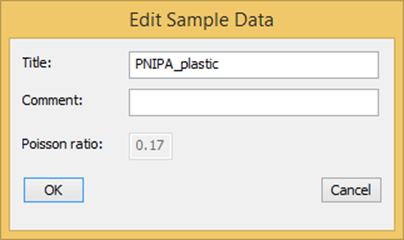 Edit Sample Data
Title: PNIPA_plastic
Comment:
Poisson ratio: 0.17
OK Cancel